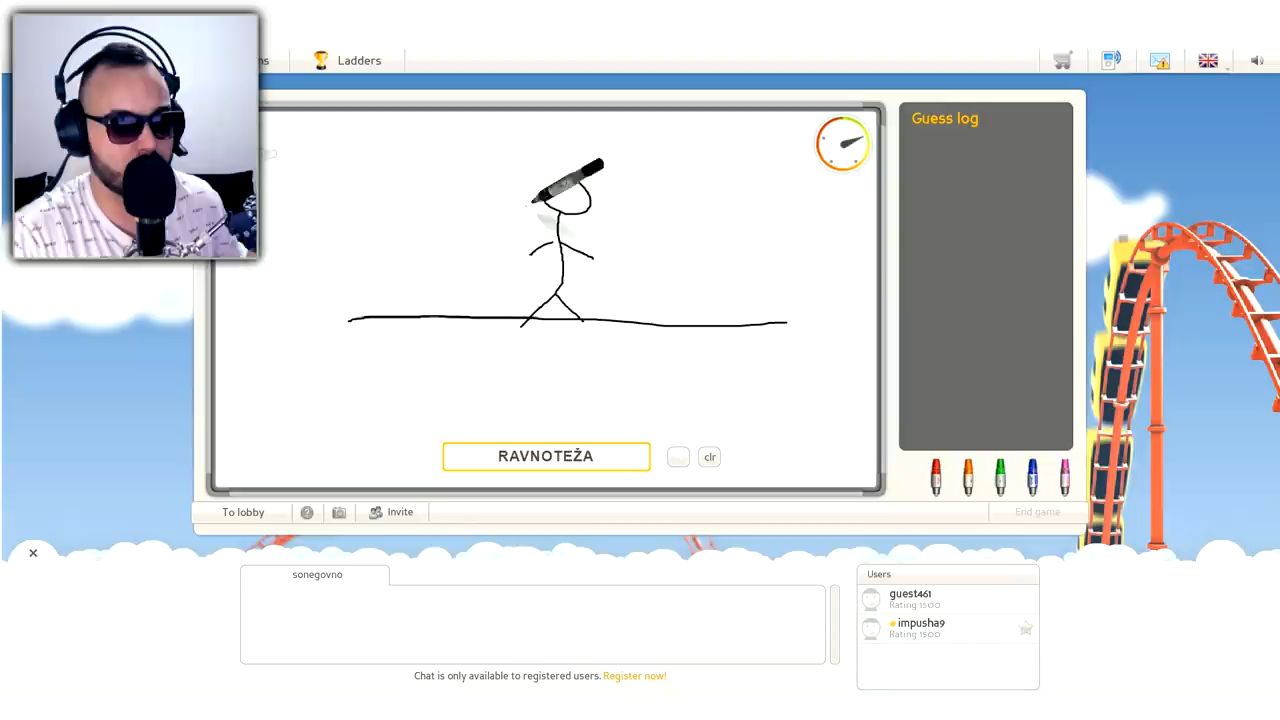 ns
Ladders
Guess log
RAVNOTEŽA
clr
To lobby
?
Invite
End game
sonegovno
Users
guest461
Rating 1500
impusha9
Rating 1500
Chat is only available to registered users. Register now!